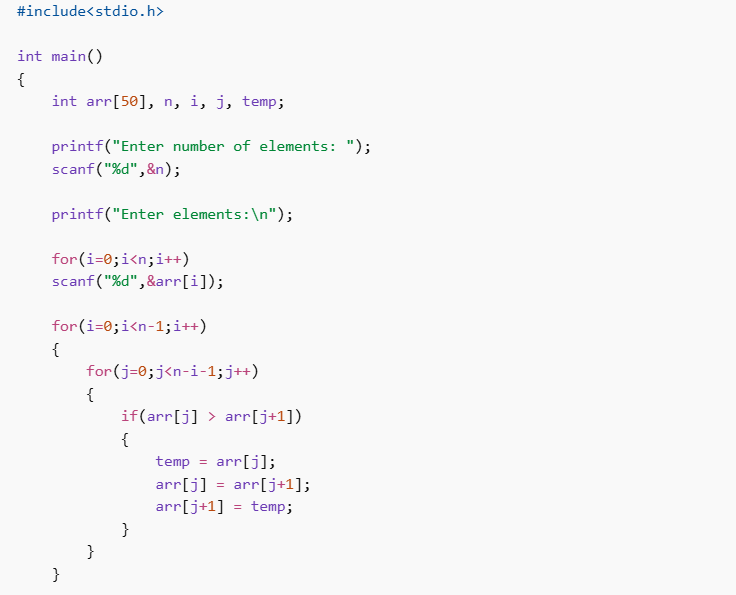 #include<stdio.h>
int main()
{
    int arr[50], n, i, j, temp;
    printf("Enter number of elements: ");
    scanf("%d",&n);
    printf("Enter elements:\n");
    for(i=0;i<n;i++)
    scanf("%d",&arr[i]);
    for(i=0;i<n-1;i++)
    {
        for(j=0;j<n-i-1;j++)
        {
            if(arr[j] > arr[j+1])
            {
                temp = arr[j];
                arr[j] = arr[j+1];
                arr[j+1] = temp;
            }
        }
    }